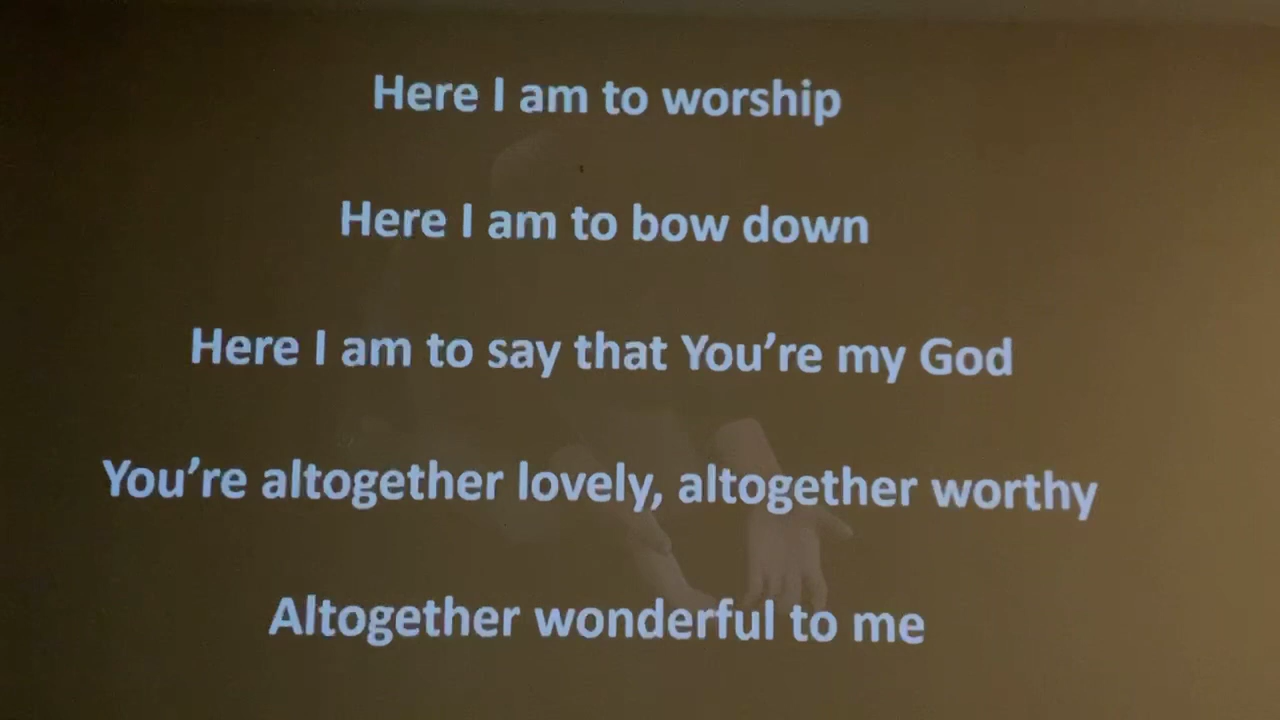 Here I am to worship
Here I am to bow down
Here I am to say that You’re my God
You’re altogether lovely, altogether worthy
Altogether wonderful to me